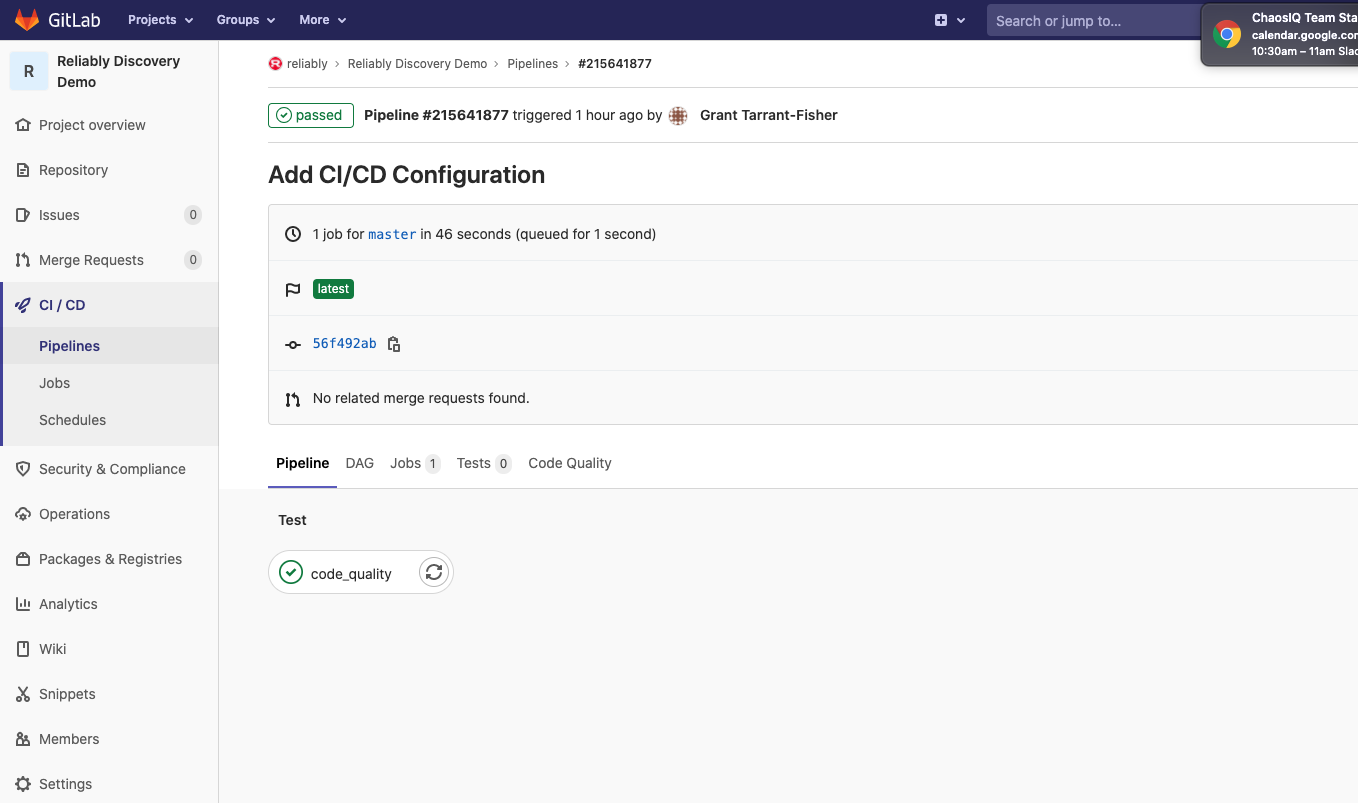 GitLab Projects Groups More Search or jump to...
ChaosIQ Team Sta
calendar.google.com
10:30am – 11am Slac
R Reliably Discovery Demo
Project overview
Repository
Issues 0
Merge Requests 0
CI / CD
Pipelines
Jobs
Schedules
Security & Compliance
Operations
Packages & Registries
Analytics
Wiki
Snippets
Members
Settings
R reliably › Reliably Discovery Demo › Pipelines › #215641877
passed Pipeline #215641877 triggered 1 hour ago by Grant Tarrant-Fisher
Add CI/CD Configuration
1 job for master in 46 seconds (queued for 1 second)
latest
56f492ab
No related merge requests found.
Pipeline DAG Jobs 1 Tests 0 Code Quality
Test
code_quality